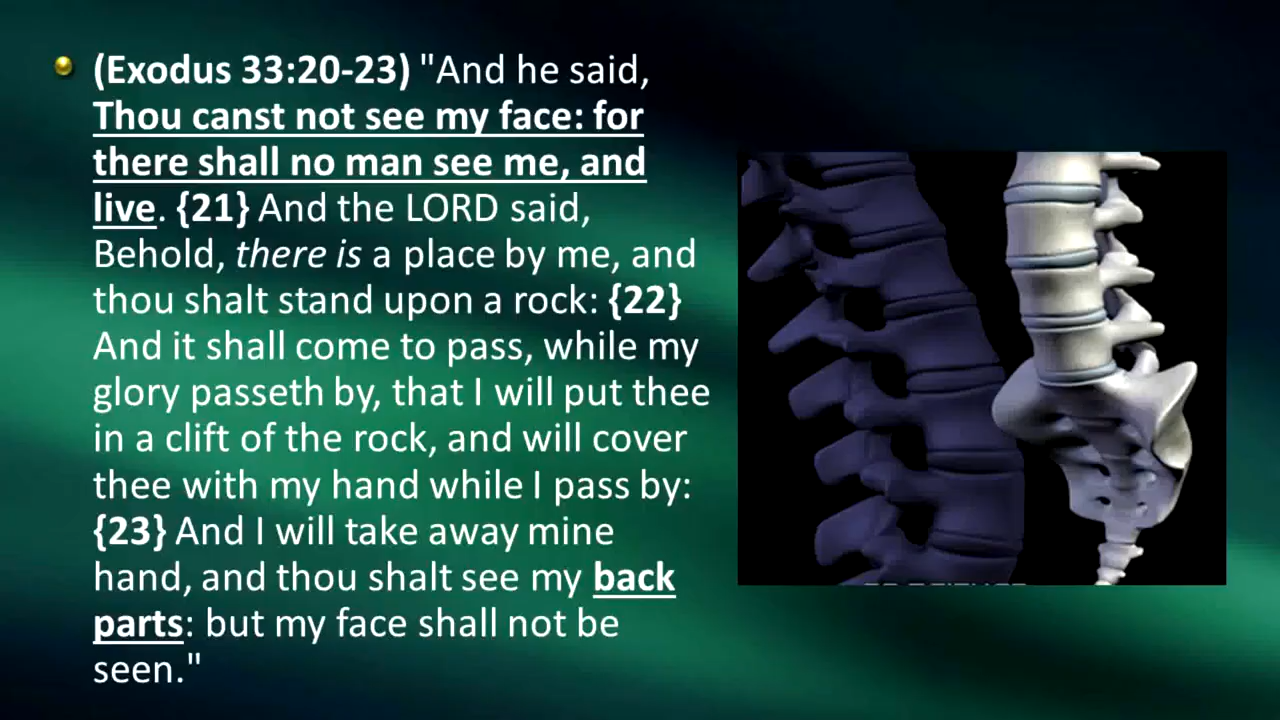 (Exodus 33:20-23) "And he said,
Thou canst not see my face: for
there shall no man see me, and
live. {21} And the LORD said,
Behold, there is a place by me, and
thou shalt stand upon a rock: {22}
And it shall come to pass, while my
glory passeth by, that I will put thee
in a clift of the rock, and will cover
thee with my hand while I pass by:
{23} And I will take away mine
hand, and thou shalt see my back
parts: but my face shall not be
seen."